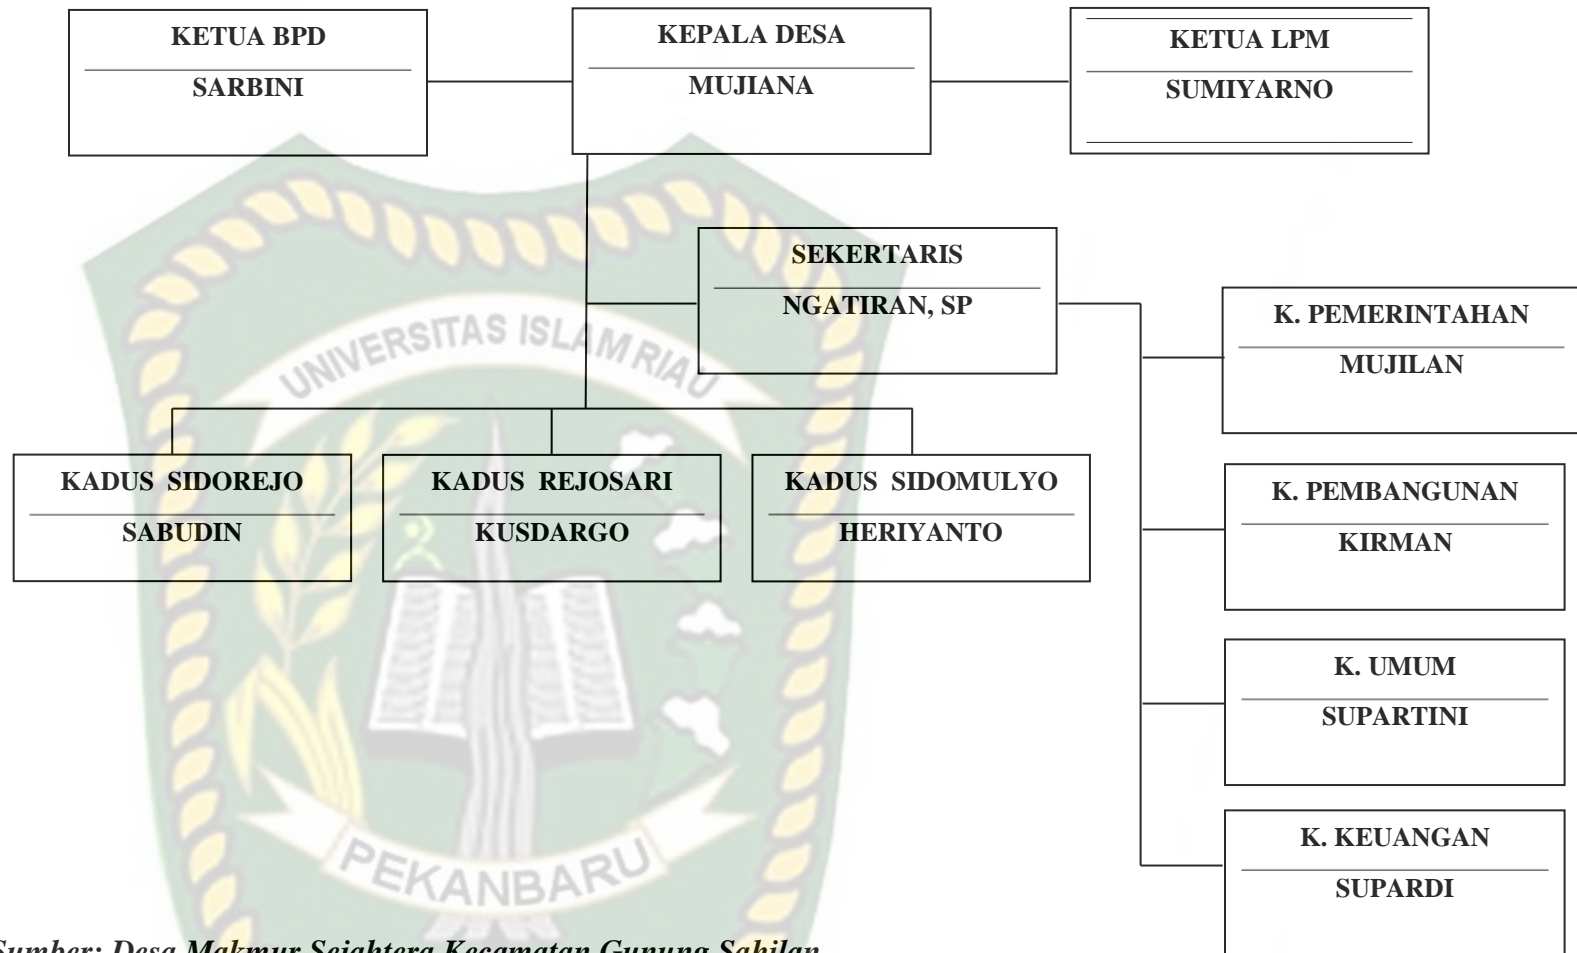 KETUA BPD
SARBINI
KEPALA DESA
MUJIANA
KETUA LPM
SUMIYARNO
SEKERTARIS
NGATIRAN, SP
K. PEMERINTAHAN
MUJILAN
KADUS SIDOREJO
SABUDIN
KADUS REJOSARI
KUSDARGO
KADUS SIDOMULYO
HERIYANTO
K. PEMBANGUNAN
KIRMAN
K. UMUM
SUPARTINI
K. KEUANGAN
SUPARDI
UNIVERSITAS ISLAM RIAU
PEKANBARU
Sumber: Desa Makmur Sejahtera Kecamatan Gunung Sahilan